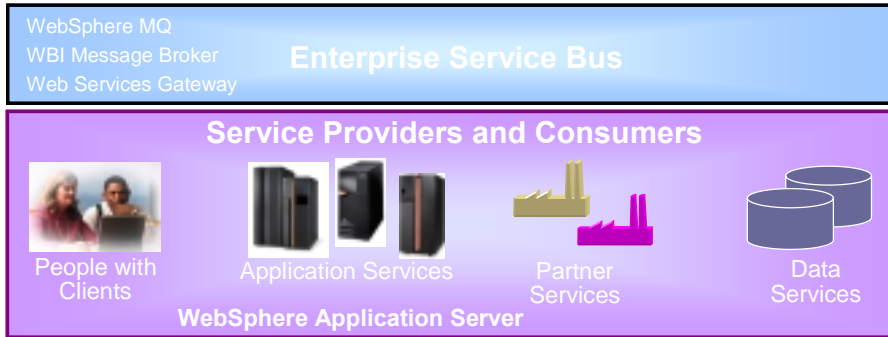 WebSphere MQ
WBI Message Broker
Web Services Gateway
Enterprise Service Bus
Service Providers and Consumers
People with
Clients
Application Services
Partner
Services
Data
Services
WebSphere Application Server